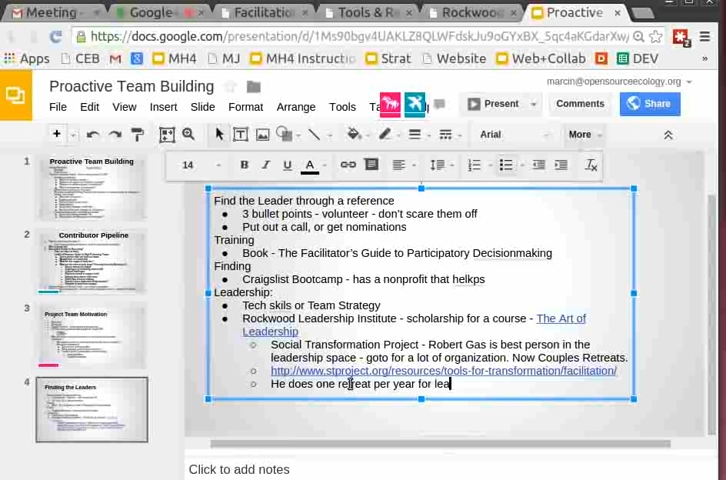 Meeting -
Google+
Facilitatio
Tools & R
Rockwood
Proactive
https://docs.google.com/presentation/d/1Ms90bgv4UAKLZ8QLWFdskJu9oGYxBX_5qc4aKGdarXw/
Apps CEB MH4 MJ MH4 Instructio Strat Website Web+Collab DEV
marcin@opensourceecology.org
Proactive Team Building
File Edit View Insert Slide Format Arrange Tools Ta
Present Comments Share
Arial More
14 B I U A
1 Proactive Team Building
2 Contributor Pipeline
3 Project Team Motivation
4 Finding the Leaders
Find the Leader through a reference
● 3 bullet points - volunteer - don't scare them off
● Put out a call, or get nominations
Training
● Book - The Facilitator's Guide to Participatory Decisionmaking
Finding
● Craigslist Bootcamp - has a nonprofit that helkps
Leadership:
● Tech skils or Team Strategy
● Rockwood Leadership Institute - scholarship for a course - The Art of
Leadership
○ Social Transformation Project - Robert Gas is best person in the
leadership space - goto for a lot of organization. Now Couples Retreats.
○ http://www.stproject.org/resources/tools-for-transformation/facilitation/
○ He does one retreat per year for lea
Click to add notes